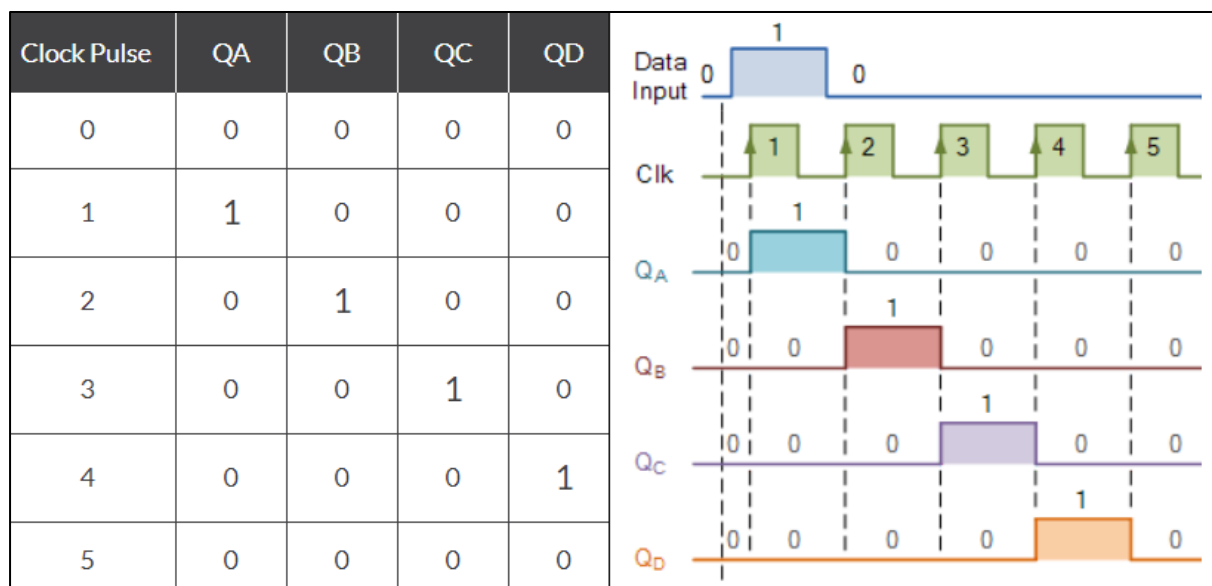 Clock Pulse QA QB QC QD
0 0 0 0 0
1 1 0 0 0
2 0 1 0 0
3 0 0 1 0
4 0 0 0 1
5 0 0 0 0
1
Data Input 0 0
Clk 1 2 3 4 5
1
QA 0 0 0 0 0
1
QB 0 0 0 0 0
1
QC 0 0 0 0 0
1
QD 0 0 0 0 0